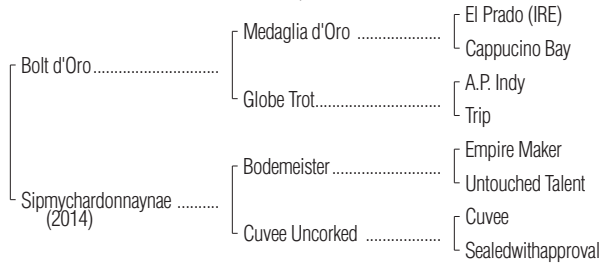 El Prado (IRE)
Medaglia d'Oro ..................
Cappucino Bay
Bolt d'Oro...........................
A.P. Indy
Globe Trot...........................
Trip
Empire Maker
Bodemeister.......................
Untouched Talent
Sipmychardonnaynae .........
(2014)
Cuvee
Cuvee Uncorked ................
Sealedwithapproval